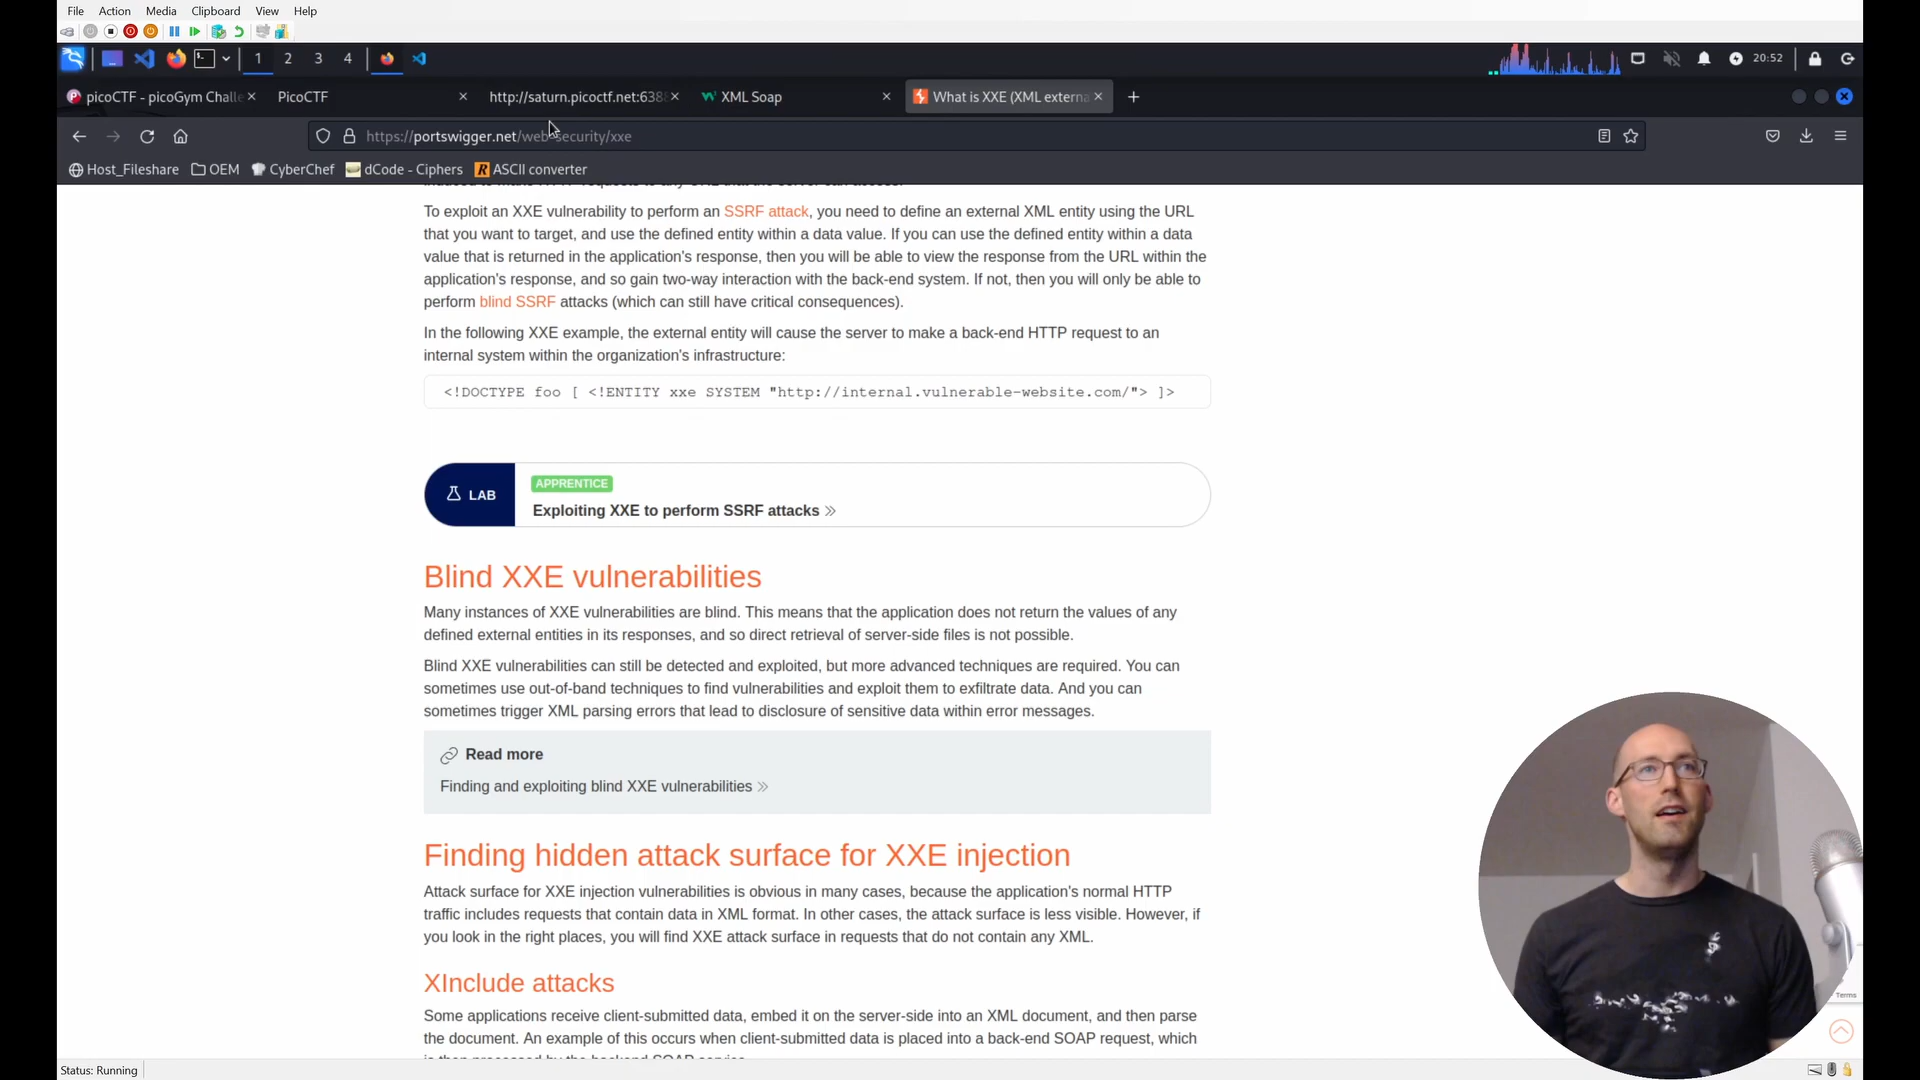 File Action Media Clipboard View Help
1 2 3 4 20:52
picoCTF - picoGym Challe PicoCTF http://saturn.picoctf.net:638 XML Soap What is XXE (XML externa
https://portswigger.net/web-security/xxe
Host_Fileshare OEM CyberChef dCode - Ciphers ASCII converter
To exploit an XXE vulnerability to perform an SSRF attack, you need to define an external XML entity using the URL
that you want to target, and use the defined entity within a data value. If you can use the defined entity within a data
value that is returned in the application's response, then you will be able to view the response from the URL within the
application's response, and so gain two-way interaction with the back-end system. If not, then you will only be able to
perform blind SSRF attacks (which can still have critical consequences).
In the following XXE example, the external entity will cause the server to make a back-end HTTP request to an
internal system within the organization's infrastructure:
<!DOCTYPE foo [ <!ENTITY xxe SYSTEM "http://internal.vulnerable-website.com/"> ]>
LAB
APPRENTICE
Exploiting XXE to perform SSRF attacks
Blind XXE vulnerabilities
Many instances of XXE vulnerabilities are blind. This means that the application does not return the values of any
defined external entities in its responses, and so direct retrieval of server-side files is not possible.
Blind XXE vulnerabilities can still be detected and exploited, but more advanced techniques are required. You can
sometimes use out-of-band techniques to find vulnerabilities and exploit them to exfiltrate data. And you can
sometimes trigger XML parsing errors that lead to disclosure of sensitive data within error messages.
Read more
Finding and exploiting blind XXE vulnerabilities
Finding hidden attack surface for XXE injection
Attack surface for XXE injection vulnerabilities is obvious in many cases, because the application's normal HTTP
traffic includes requests that contain data in XML format. In other cases, the attack surface is less visible. However, if
you look in the right places, you will find XXE attack surface in requests that do not contain any XML.
XInclude attacks
Some applications receive client-submitted data, embed it on the server-side into an XML document, and then parse
the document. An example of this occurs when client-submitted data is placed into a back-end SOAP request, which
Terms
Status: Running